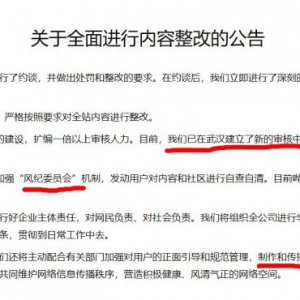 关于全面进行内容整改的公告
行了约谈，并做出处罚和整改的要求。在约谈后，我们立即进行了深刻的
严格按照要求对全站内容进行整改。
的建设，扩编一倍以上审核人力。目前，我们已在武汉建立了新的审核中
加强“风纪委员会”机制，发动用户对内容和社区进行自查自清。目前
行好企业主体责任，对网民负责、对社会负责。我们将组织全公司进行学
条，贯彻到日常工作中去。
们还将主动配合有关部门加强对用户的正面引导和规范管理，制作和传播
共同维护网络信息传播秩序，营造积极健康、风清气正的网络空间。